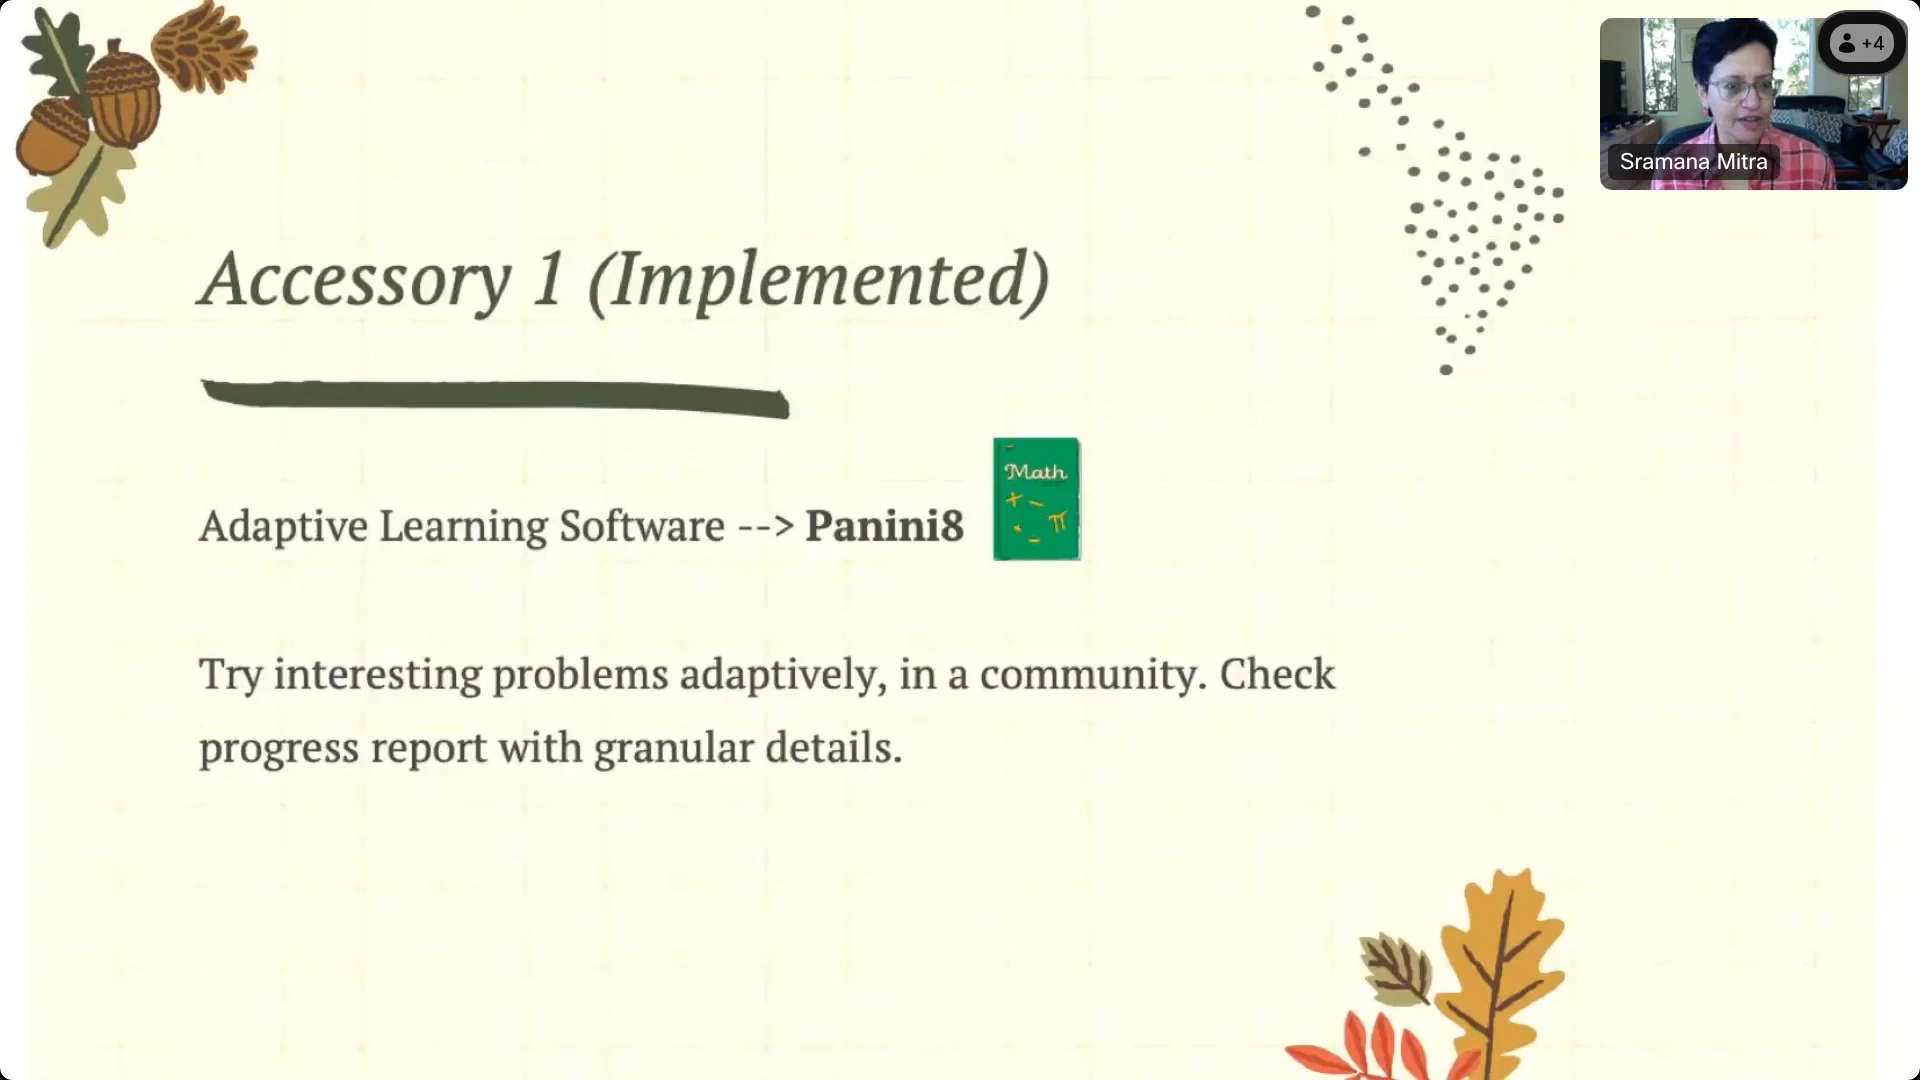 +4
Sramana Mitra
Accessory 1 (Implemented)
Adaptive Learning Software --> Panini8
Math
Try interesting problems adaptively, in a community. Check
progress report with granular details.